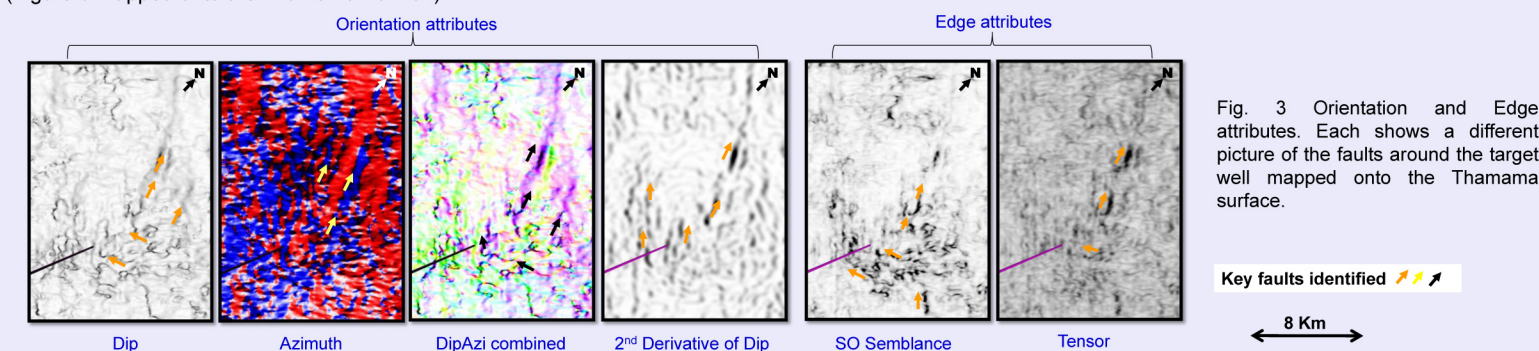 Orientation attributes
Edge attributes
N
N
N
N
N
N
Dip
Azimuth
DipAzi combined
2nd Derivative of Dip
SO Semblance
Tensor
Fig. 3 Orientation and Edge
attributes. Each shows a different
picture of the faults around the target
well mapped onto the Thamama
surface.
Key faults identified
8 Km